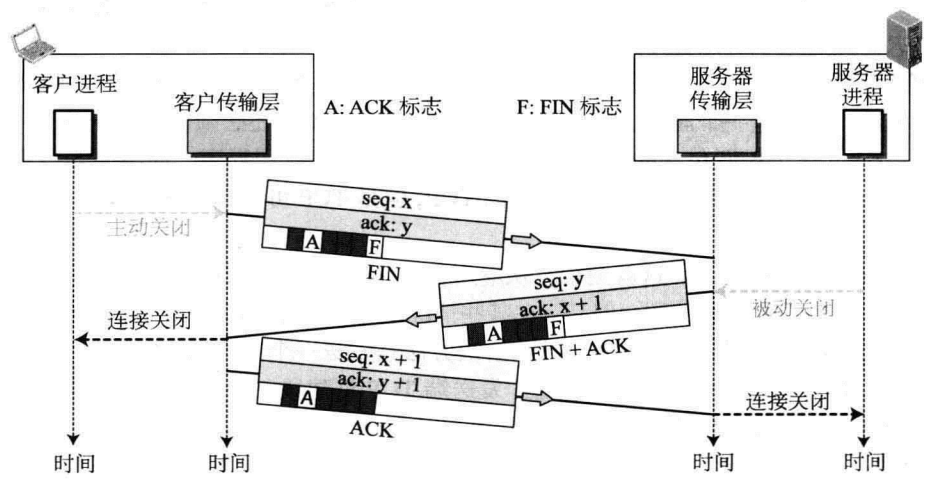 客户进程
客户传输层
A: ACK 标志
F: FIN 标志
服务器
传输层
服务器
进程
主动关闭
seq: x
ack: y
A
F
FIN
seq: y
ack: x + 1
A
F
FIN + ACK
被动关闭
连接关闭
seq: x + 1
ack: y + 1
A
ACK
连接关闭
时间
时间
时间
时间